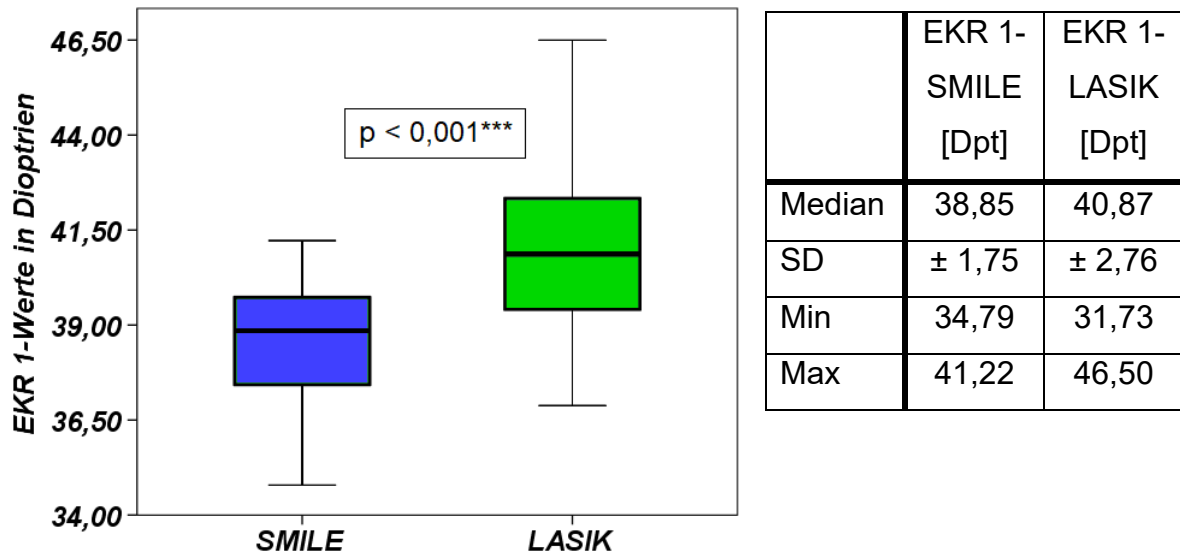 EKR 1-Werte in Dioptrien
46,50
44,00
41,50
39,00
36,50
34,00
p < 0,001***
SMILE
LASIK
EKR 1-
SMILE
[Dpt]
EKR 1-
LASIK
[Dpt]
Median 38,85 40,87
SD ± 1,75 ± 2,76
Min 34,79 31,73
Max 41,22 46,50